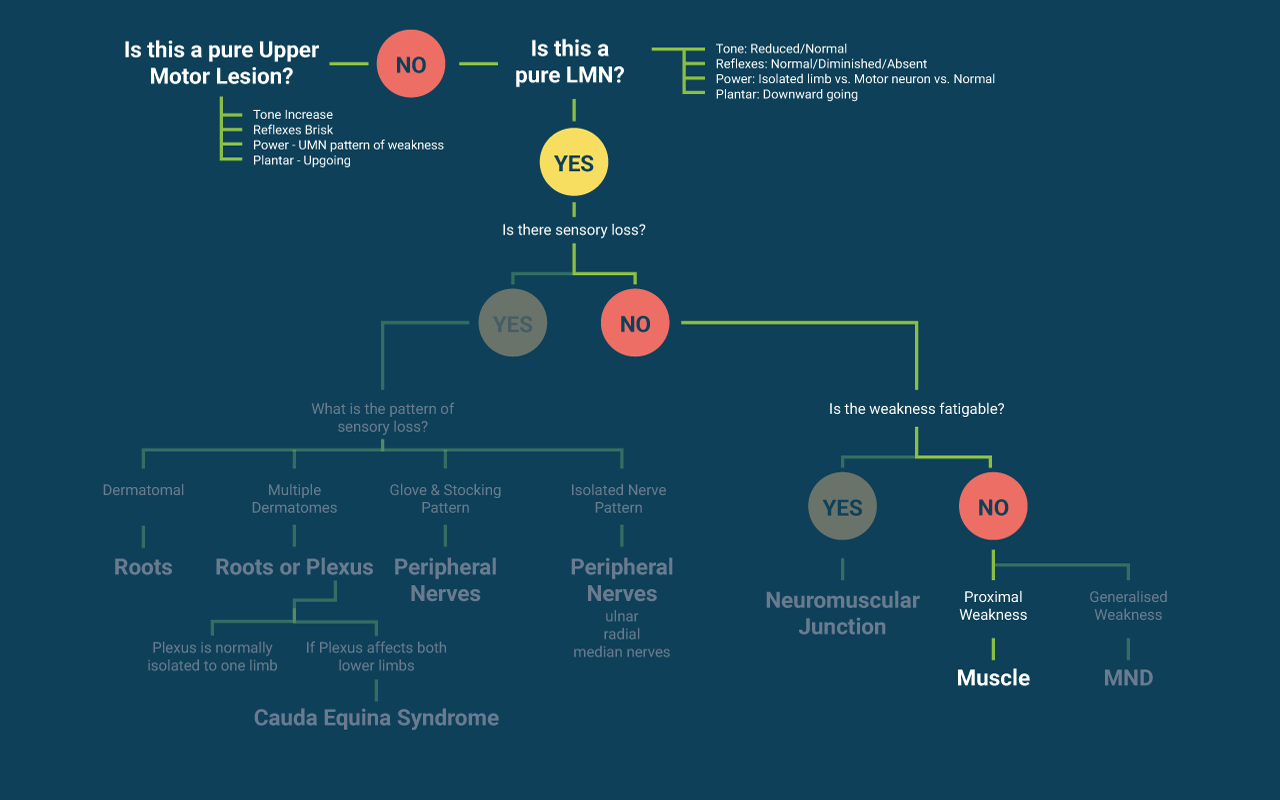 Is this a pure Upper
Motor Lesion?
NO
Is this a
pure LMN?
Tone: Reduced/Normal
Reflexes: Normal/Diminished/Absent
Power: Isolated limb vs. Motor neuron vs. Normal
Plantar: Downward going
Tone Increase
Reflexes Brisk
Power - UMN pattern of weakness
Plantar - Upgoing
YES
Is there sensory loss?
YES
NO
What is the pattern of
sensory loss?
Is the weakness fatigable?
Dermatomal
Multiple
Dermatomes
Glove & Stocking
Pattern
Isolated Nerve
Pattern
YES
NO
Roots
Roots or Plexus
Peripheral
Nerves
Peripheral
Nerves
ulnar
radial
median nerves
Neuromuscular
Junction
Proximal
Weakness
Generalised
Weakness
Plexus is normally
isolated to one limb
If Plexus affects both
lower limbs
Muscle
MND
Cauda Equina Syndrome